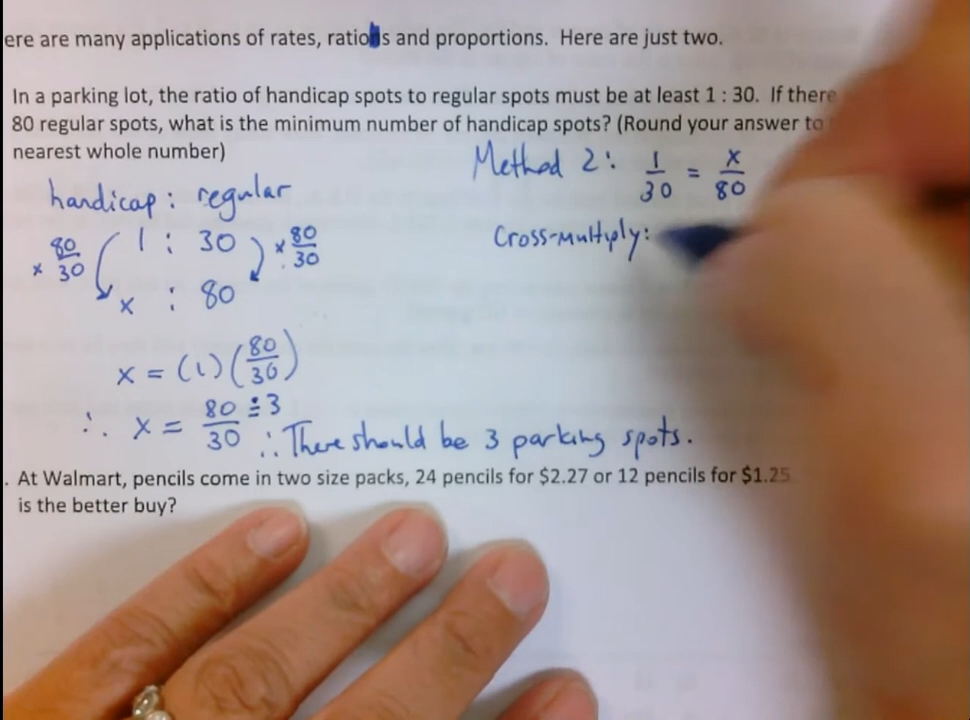 ere are many applications of rates, ratios and proportions. Here are just two.
In a parking lot, the ratio of handicap spots to regular spots must be at least 1 : 30. If there
80 regular spots, what is the minimum number of handicap spots? (Round your answer to
nearest whole number)
handicap : regular
× 80/30 ( 1 : 30 ) × 80/30
x : 80
x = (1) (80/30)
∴ x = 80/30 ≐ 3
∴ There should be 3 parking spots.
Method 2: 1/30 = x/80
Cross-multiply:
. At Walmart, pencils come in two size packs, 24 pencils for $2.27 or 12 pencils for $1.25
is the better buy?